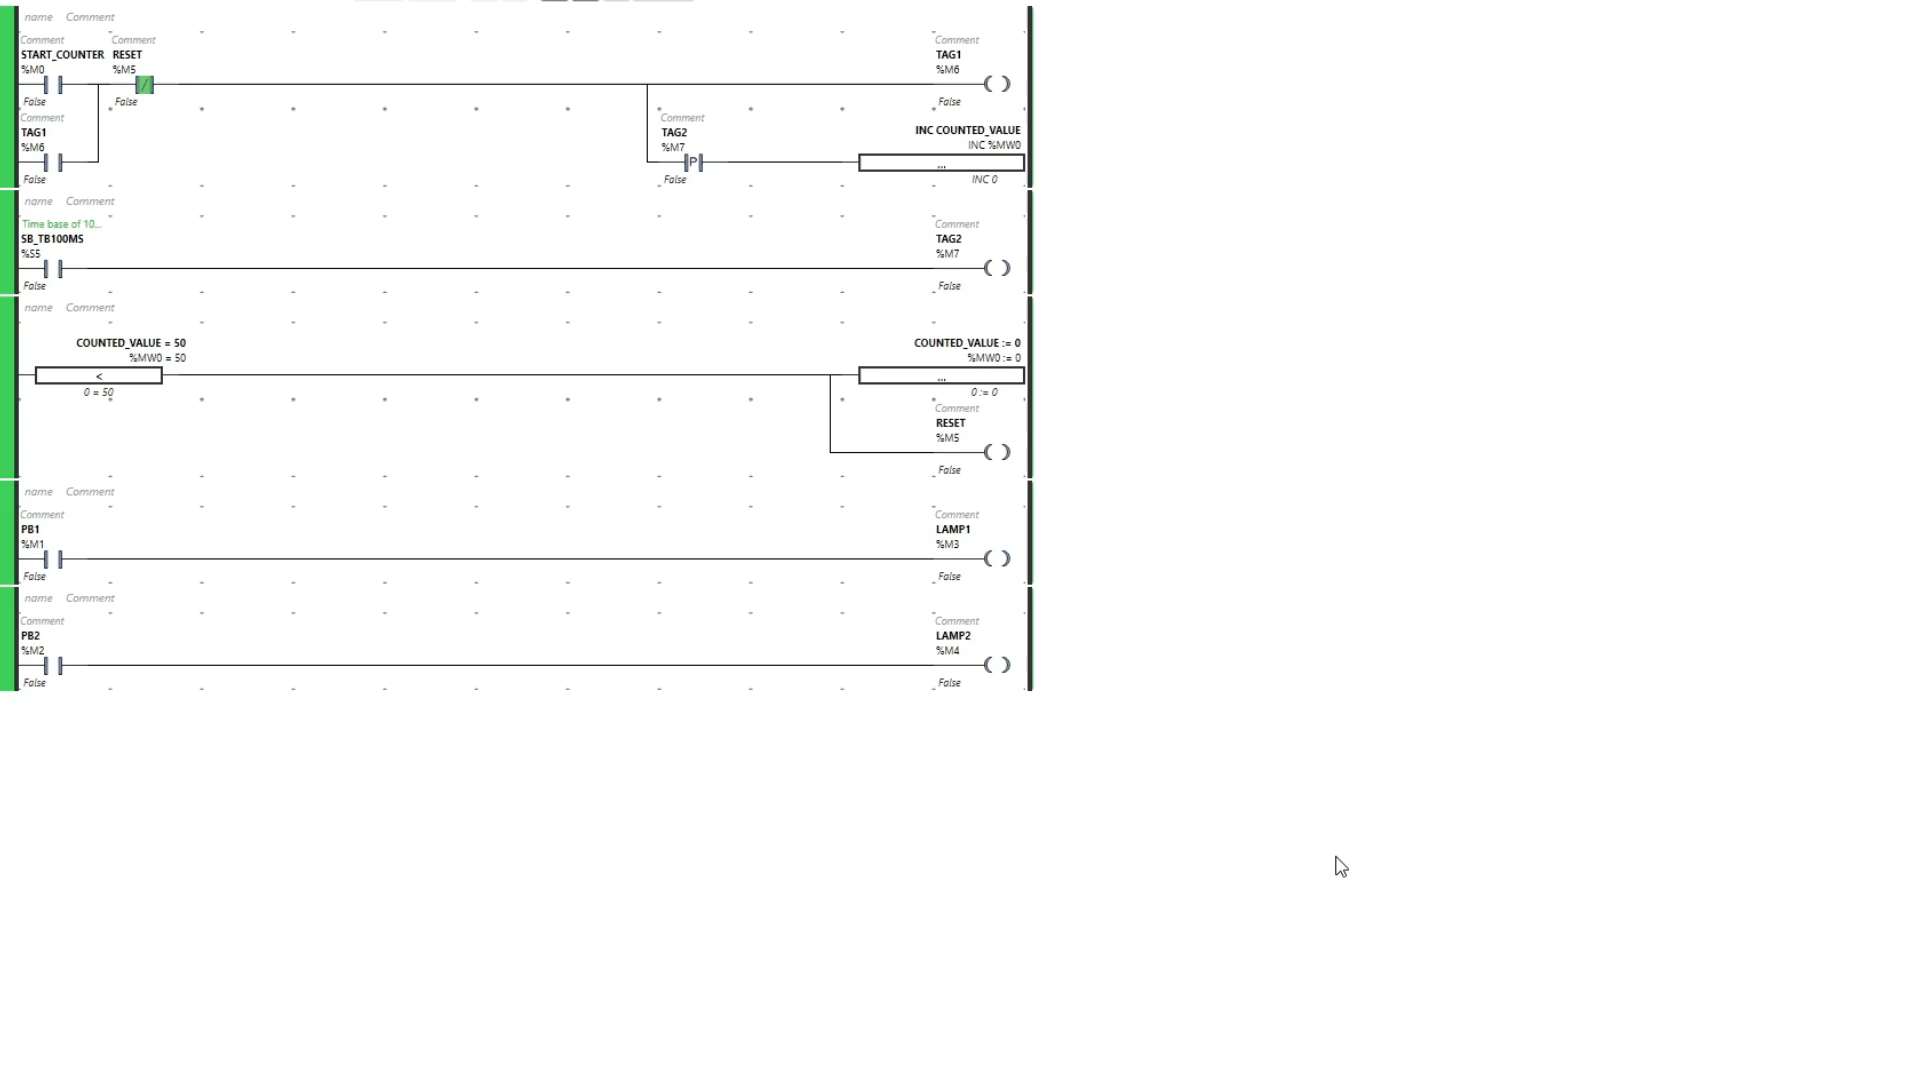 name Comment
Comment Comment Comment
START_COUNTER RESET TAG1
%M0 %M5 %M6
False False False
Comment Comment
TAG1 TAG2 INC COUNTED_VALUE
%M6 %M7 INC %MW0
P ...
False False INC 0
name Comment
Time base of 10... Comment
SB_TB100MS TAG2
%S5 %M7
False False
name Comment
COUNTED_VALUE = 50 COUNTED_VALUE := 0
%MW0 = 50 %MW0 := 0
< ...
0 = 50 0 := 0
Comment
RESET
%M5
False
name Comment
Comment Comment
PB1 LAMP1
%M1 %M3
False False
name Comment
Comment Comment
PB2 LAMP2
%M2 %M4
False False